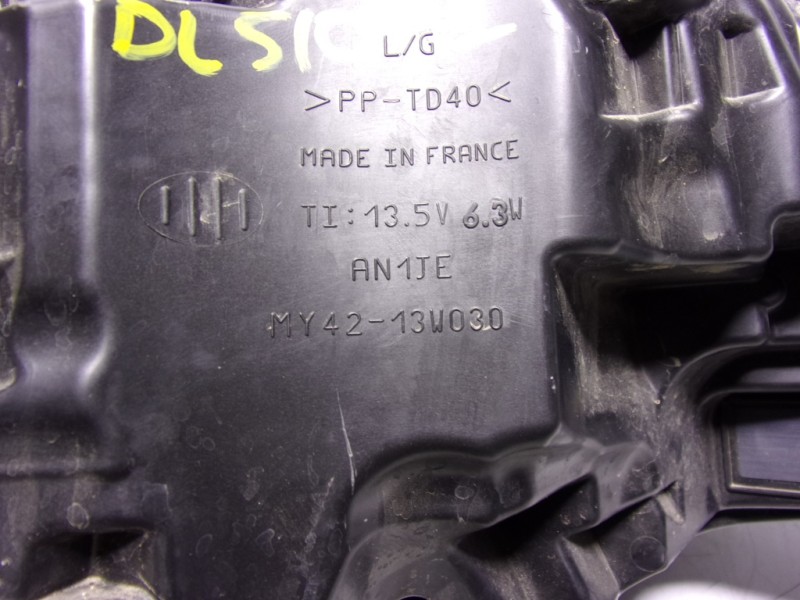 L/G
>PP-TD40<
MADE IN FRANCE
TI: 13.5V 6.3W
AN1JE
MY42-13W030